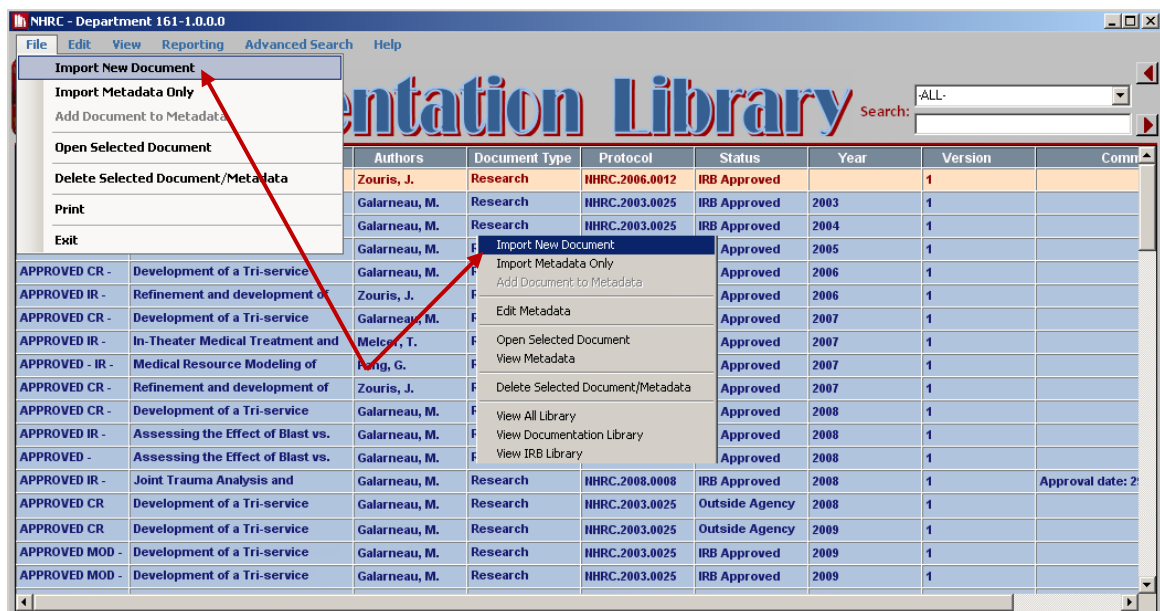 NHRC - Department 161-1.0.0.0
File Edit View Reporting Advanced Search Help
Import New Document
Import Metadata Only
Add Document to Metadata
Open Selected Document
Delete Selected Document/Metadata
Print
Exit
ntation Library
Search:
-ALL-
Authors Document Type Protocol Status Year Version Comm
Zouris, J. Research NHRC.2006.0012 IRB Approved 1
Galarneau, M. Research NHRC.2003.0025 IRB Approved 2003 1
Galarneau, M. Research NHRC.2003.0025 IRB Approved 2004 1
Galarneau, M. Approved 2005 1
APPROVED CR - Development of a Tri-service Galarneau, M. Approved 2006 1
APPROVED IR - Refinement and development of Zouris, J. Approved 2006 1
APPROVED CR - Development of a Tri-service Galarneau, M. Approved 2007 1
APPROVED IR - In-Theater Medical Treatment and Melcer, T. Approved 2007 1
APPROVED - IR - Medical Resource Modeling of Pang, G. Approved 2007 1
APPROVED CR - Refinement and development of Zouris, J. Approved 2007 1
APPROVED CR - Development of a Tri-service Galarneau, M. Approved 2008 1
APPROVED IR - Assessing the Effect of Blast vs. Galarneau, M. Approved 2008 1
APPROVED - Assessing the Effect of Blast vs. Galarneau, M. Approved 2008 1
APPROVED IR - Joint Trauma Analysis and Galarneau, M. Research NHRC.2008.0008 IRB Approved 2008 1 Approval date: 2
APPROVED CR Development of a Tri-service Galarneau, M. Research NHRC.2003.0025 Outside Agency 2008 1
APPROVED CR Development of a Tri-service Galarneau, M. Research NHRC.2003.0025 Outside Agency 2009 1
APPROVED MOD - Development of a Tri-service Galarneau, M. Research NHRC.2003.0025 IRB Approved 2009 1
APPROVED MOD - Development of a Tri-service Galarneau, M. Research NHRC.2003.0025 IRB Approved 2009 1
Import New Document
Import Metadata Only
Add Document to Metadata
Edit Metadata
Open Selected Document
View Metadata
Delete Selected Document/Metadata
View All Library
View Documentation Library
View IRB Library